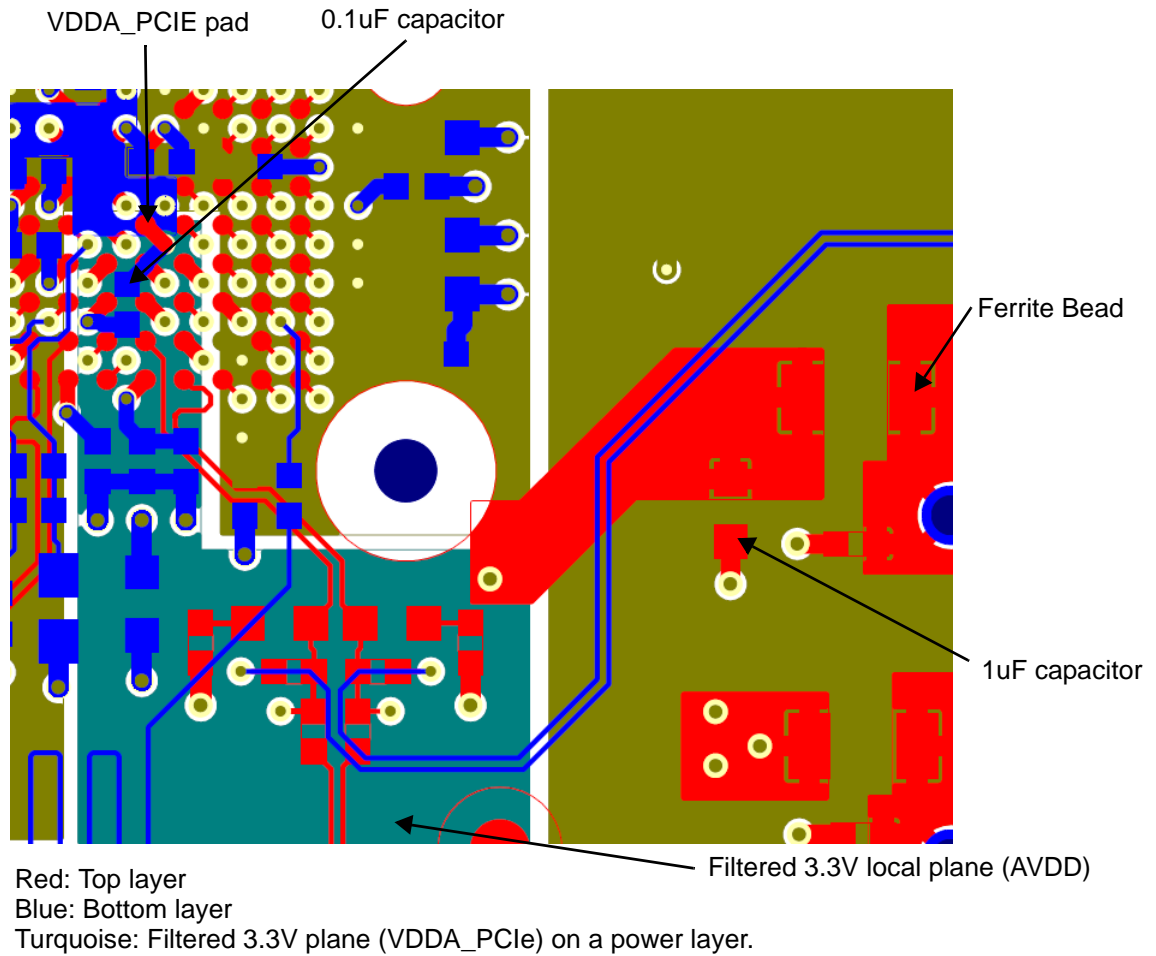 VDDA_PCIE pad
0.1uF capacitor
Ferrite Bead
1uF capacitor
Filtered 3.3V local plane (AVDD)
Red: Top layer
Blue: Bottom layer
Turquoise: Filtered 3.3V plane (VDDA_PCIe) on a power layer.